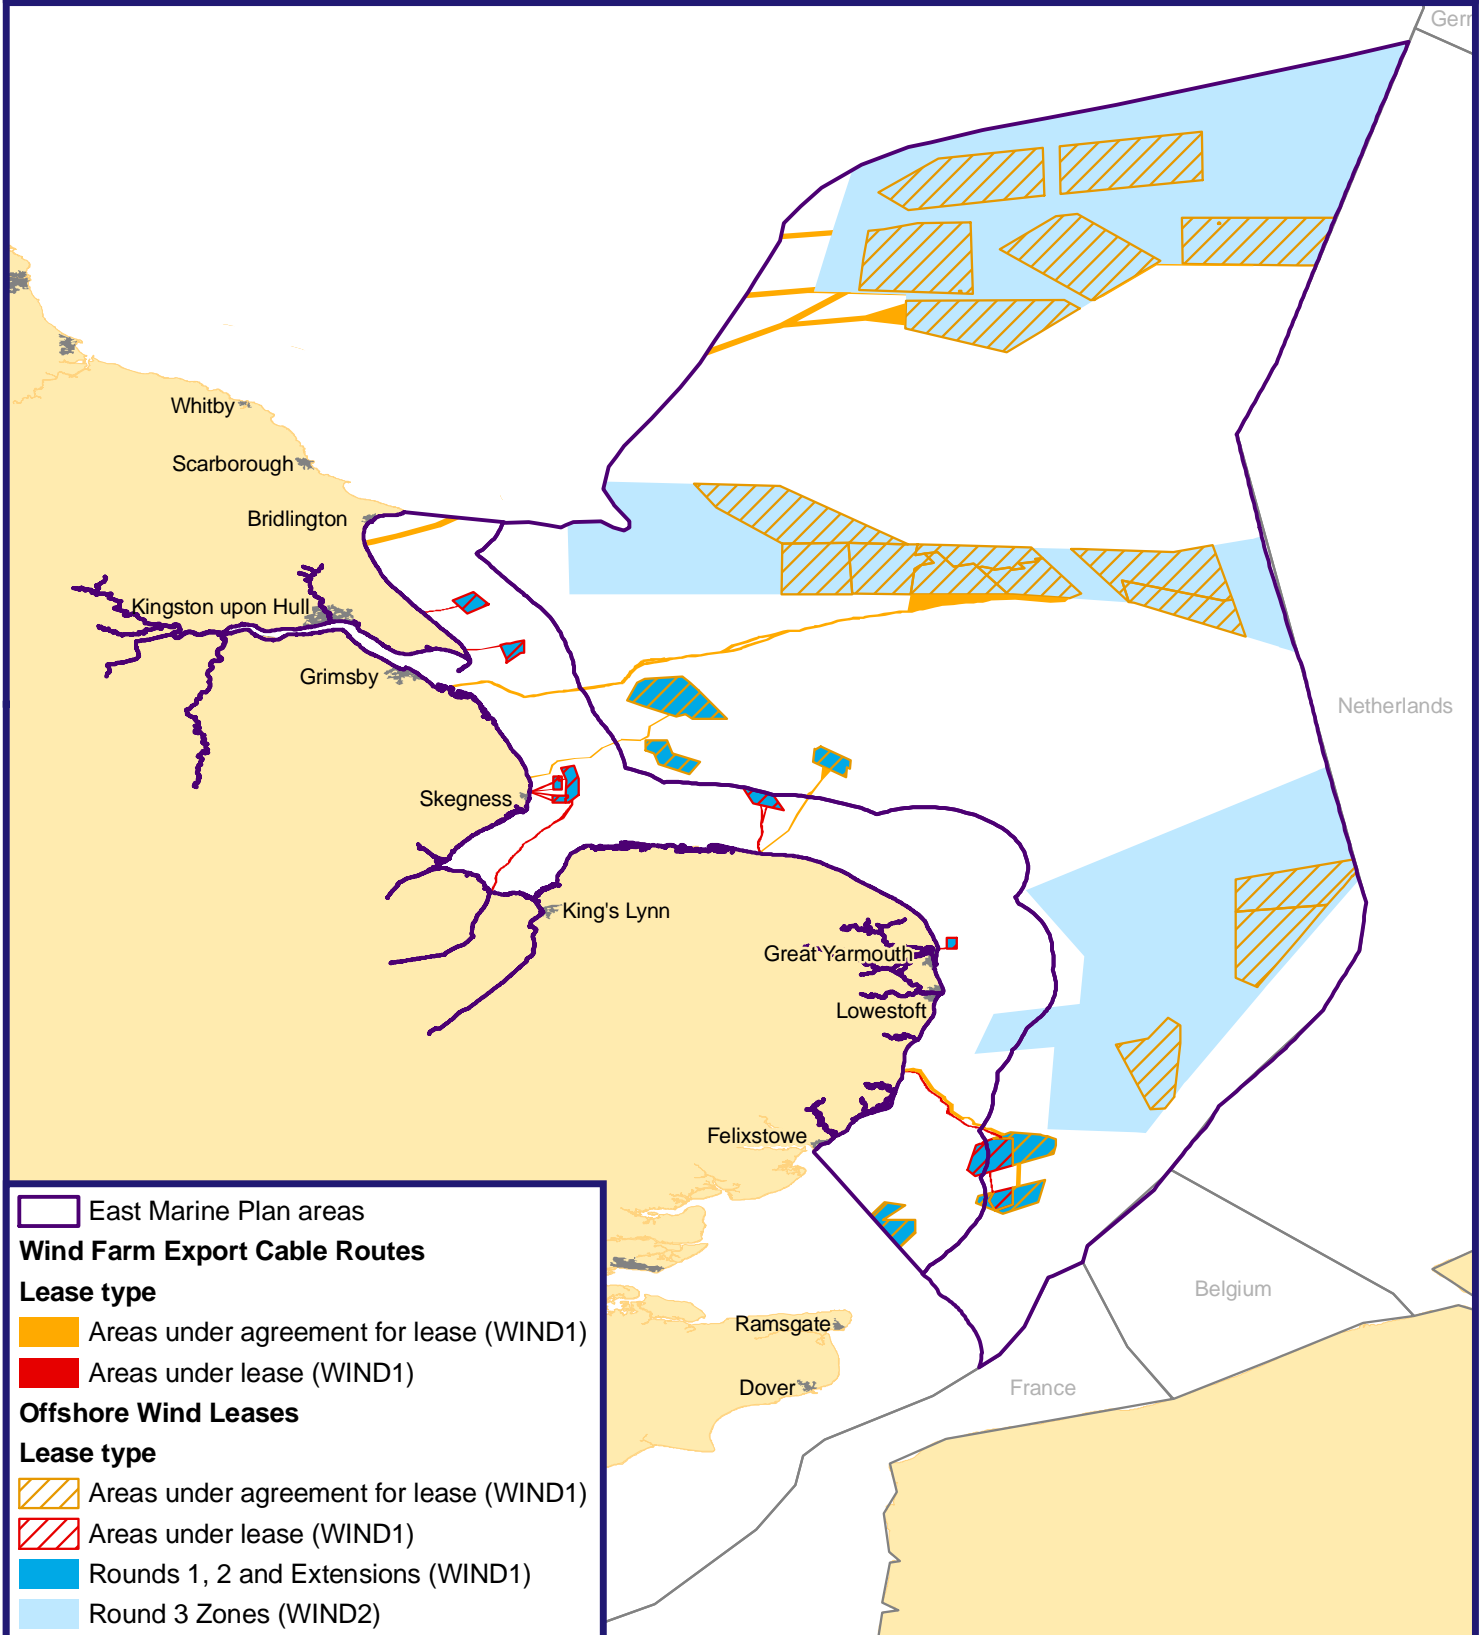 Gerr
Whitby
Scarborough
Bridlington
Kingston upon Hull
Grimsby
Netherlands
Skegness
King's Lynn
Great Yarmouth
Lowestoft
Felixstowe
Belgium
Ramsgate
Dover
France
East Marine Plan areas
Wind Farm Export Cable Routes
Lease type
Areas under agreement for lease (WIND1)
Areas under lease (WIND1)
Offshore Wind Leases
Lease type
Areas under agreement for lease (WIND1)
Areas under lease (WIND1)
Rounds 1, 2 and Extensions (WIND1)
Round 3 Zones (WIND2)